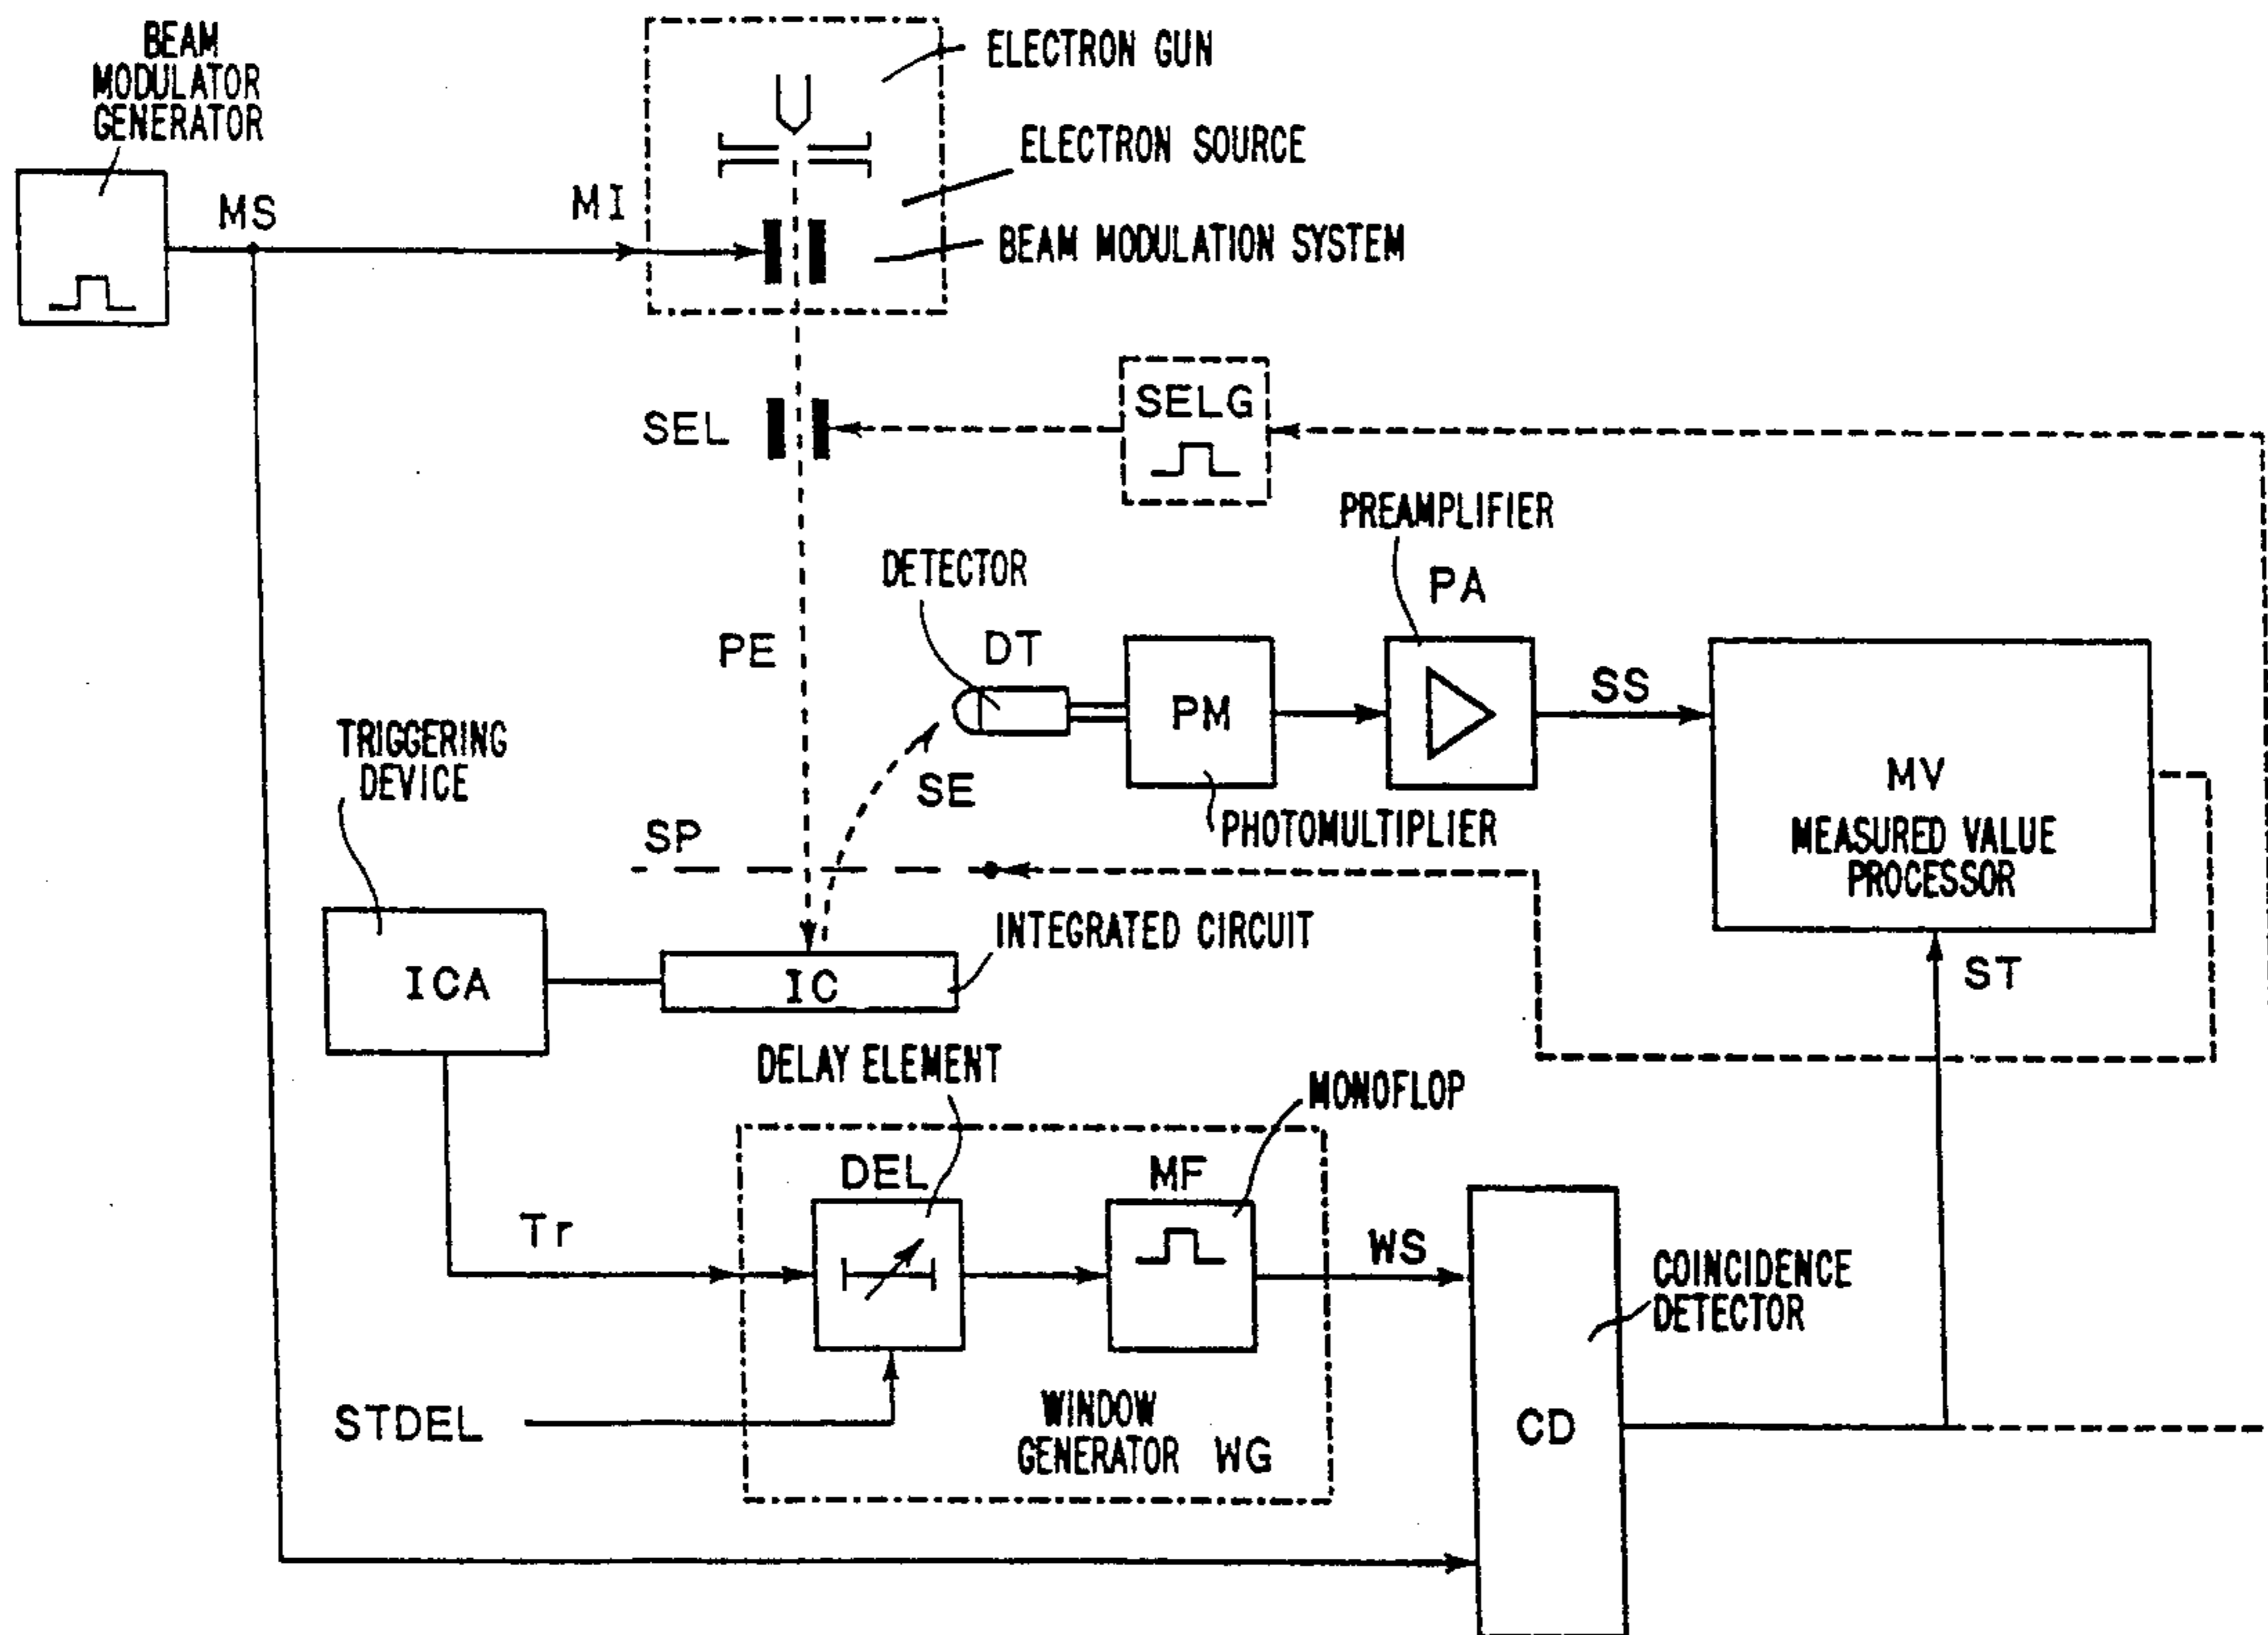 BEAM
MODULATOR
GENERATOR
MS
MI
ELECTRON GUN
ELECTRON SOURCE
BEAM MODULATION SYSTEM
SEL
SELG
PREAMPLIFIER
PA
DETECTOR
DT
PE
PM
SS
MV
MEASURED VALUE
PROCESSOR
TRIGGERING
DEVICE
SE
PHOTOMULTIPLIER
SP
INTEGRATED CIRCUIT
ICA
IC
ST
DELAY ELEMENT
MONOFLOP
DEL
MF
Tr
WS
COINCIDENCE
DETECTOR
STDEL
WINDOW
GENERATOR WG
CD